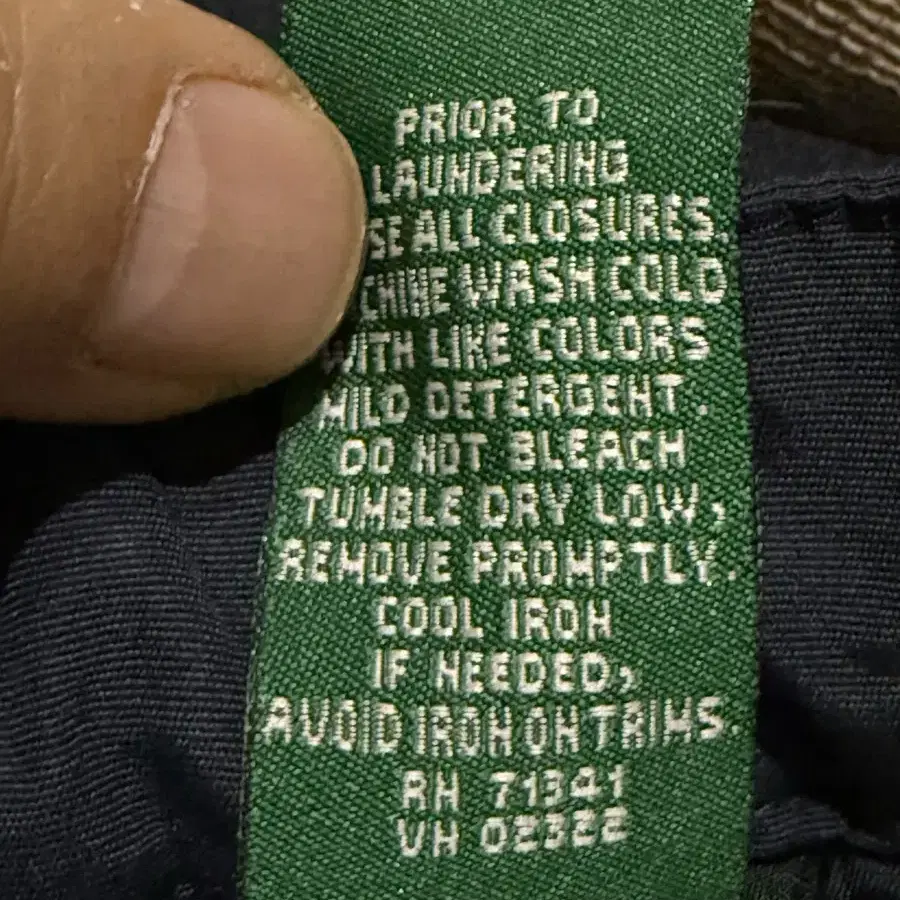 PRIOR TO
LAUNDERING
SE ALL CLOSURES.
CHINE WASH COLD
WITH LIKE COLORS
MILD DETERGENT.
DO NOT BLEACH
TUMBLE DRY LOW,
REMOVE PROMPTLY.
COOL IRON
IF NEEDED,
AVOID IRON ON TRIMS.
RN 71341
VN 02322